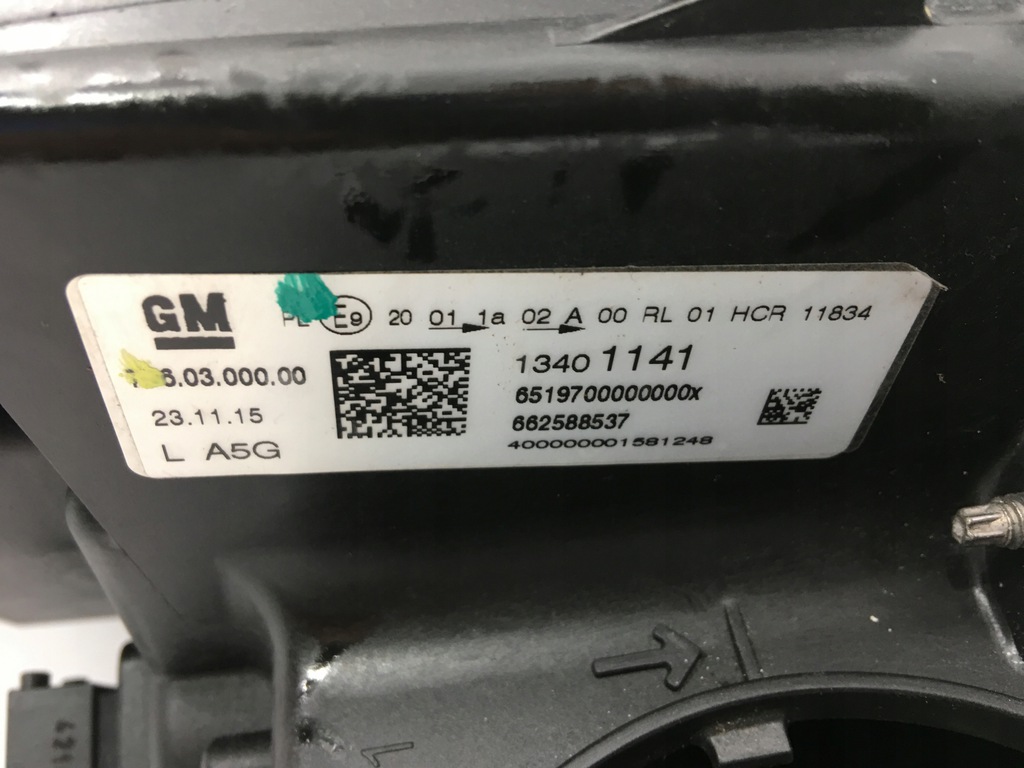 GM
PL E9 20 01 1a 02 A 00 RL 01 HCR 11834
6.03.000.00
23.11.15
L A5G
1340 1141
6519700000000x
662588537
400000001581248
L